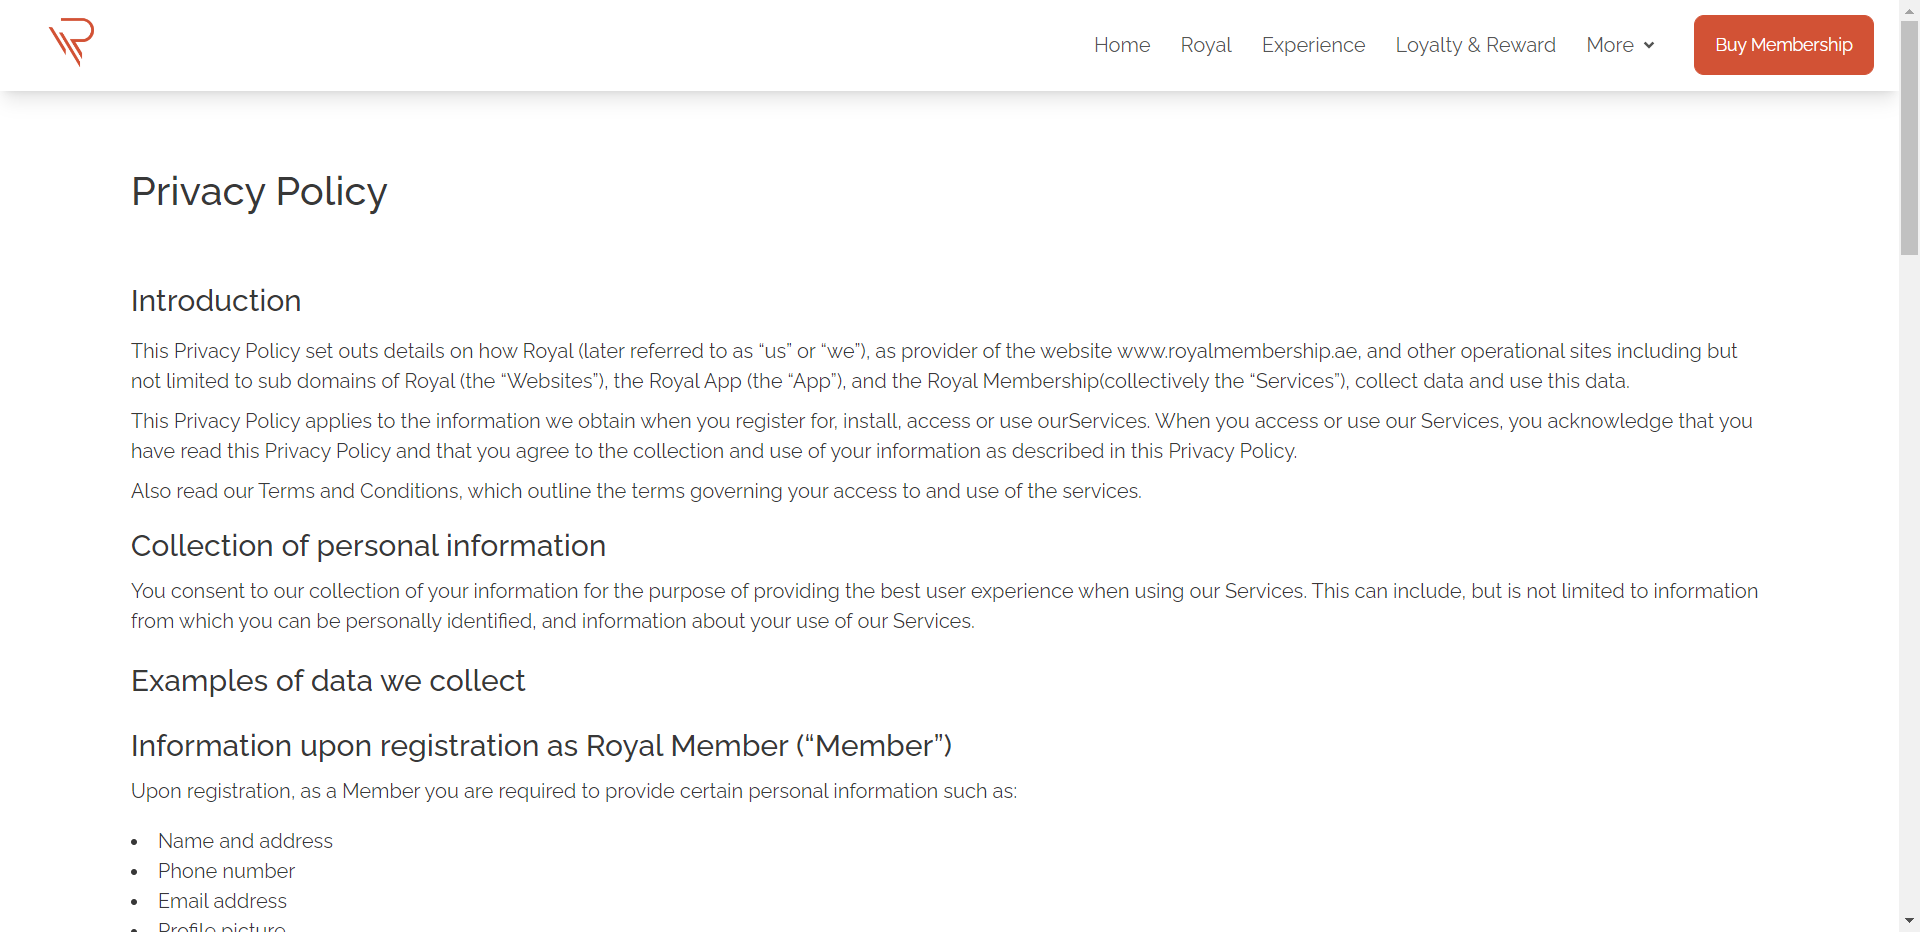 Home Royal Experience Loyalty & Reward More Buy Membership
Privacy Policy
Introduction
This Privacy Policy set outs details on how Royal (later referred to as “us” or “we”), as provider of the website www.royalmembership.ae, and other operational sites including but
not limited to sub domains of Royal (the “Websites”), the Royal App (the “App”), and the Royal Membership(collectively the “Services”), collect data and use this data.
This Privacy Policy applies to the information we obtain when you register for, install, access or use ourServices. When you access or use our Services, you acknowledge that you
have read this Privacy Policy and that you agree to the collection and use of your information as described in this Privacy Policy.
Also read our Terms and Conditions, which outline the terms governing your access to and use of the services.
Collection of personal information
You consent to our collection of your information for the purpose of providing the best user experience when using our Services. This can include, but is not limited to information
from which you can be personally identified, and information about your use of our Services.
Examples of data we collect
Information upon registration as Royal Member (“Member”)
Upon registration, as a Member you are required to provide certain personal information such as:
• Name and address
• Phone number
• Email address
• Profile picture